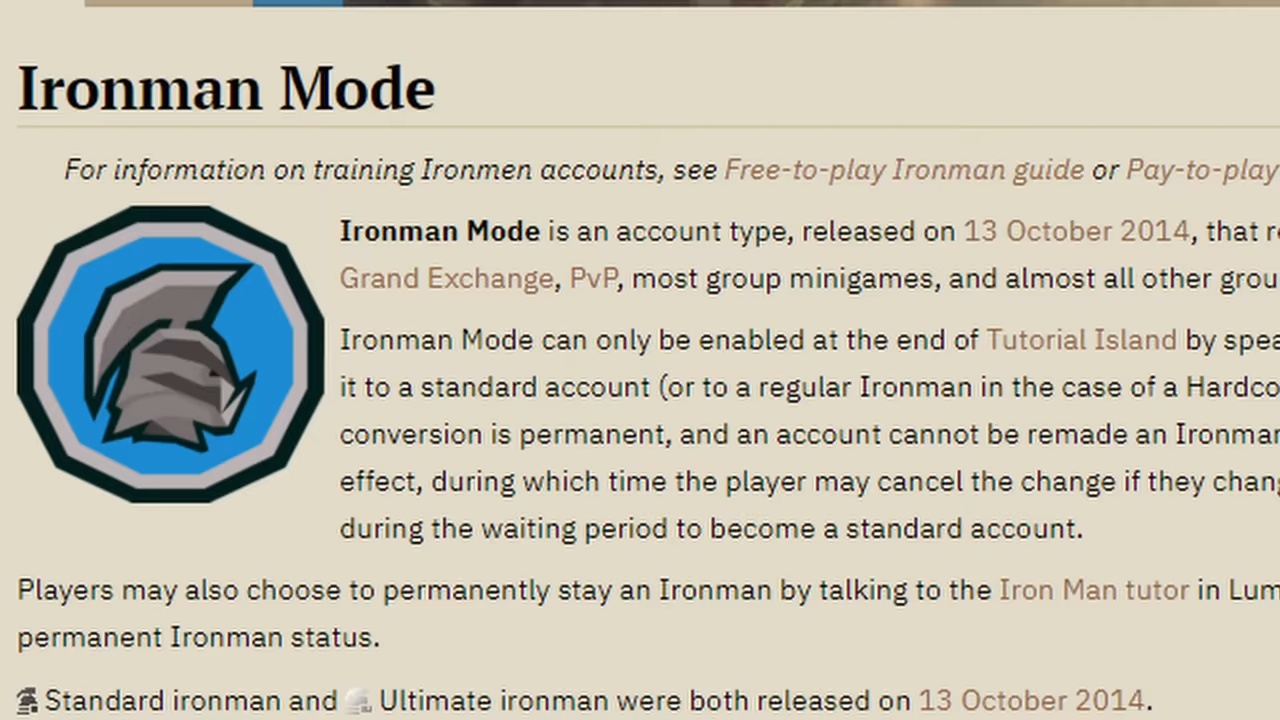 Ironman Mode
For information on training Ironmen accounts, see Free-to-play Ironman guide or Pay-to-play
Ironman Mode is an account type, released on 13 October 2014, that
Grand Exchange, PvP, most group minigames, and almost all other
Ironman Mode can only be enabled at the end of Tutorial Island by
it to a standard account (or to a regular Ironman in the case of a
conversion is permanent, and an account cannot be remade an
effect, during which time the player may cancel the change if they
during the waiting period to become a standard account.
Players may also choose to permanently stay an Ironman by talking to the Iron Man tutor in
permanent Ironman status.
Standard ironman and Ultimate ironman were both released on 13 October 2014.